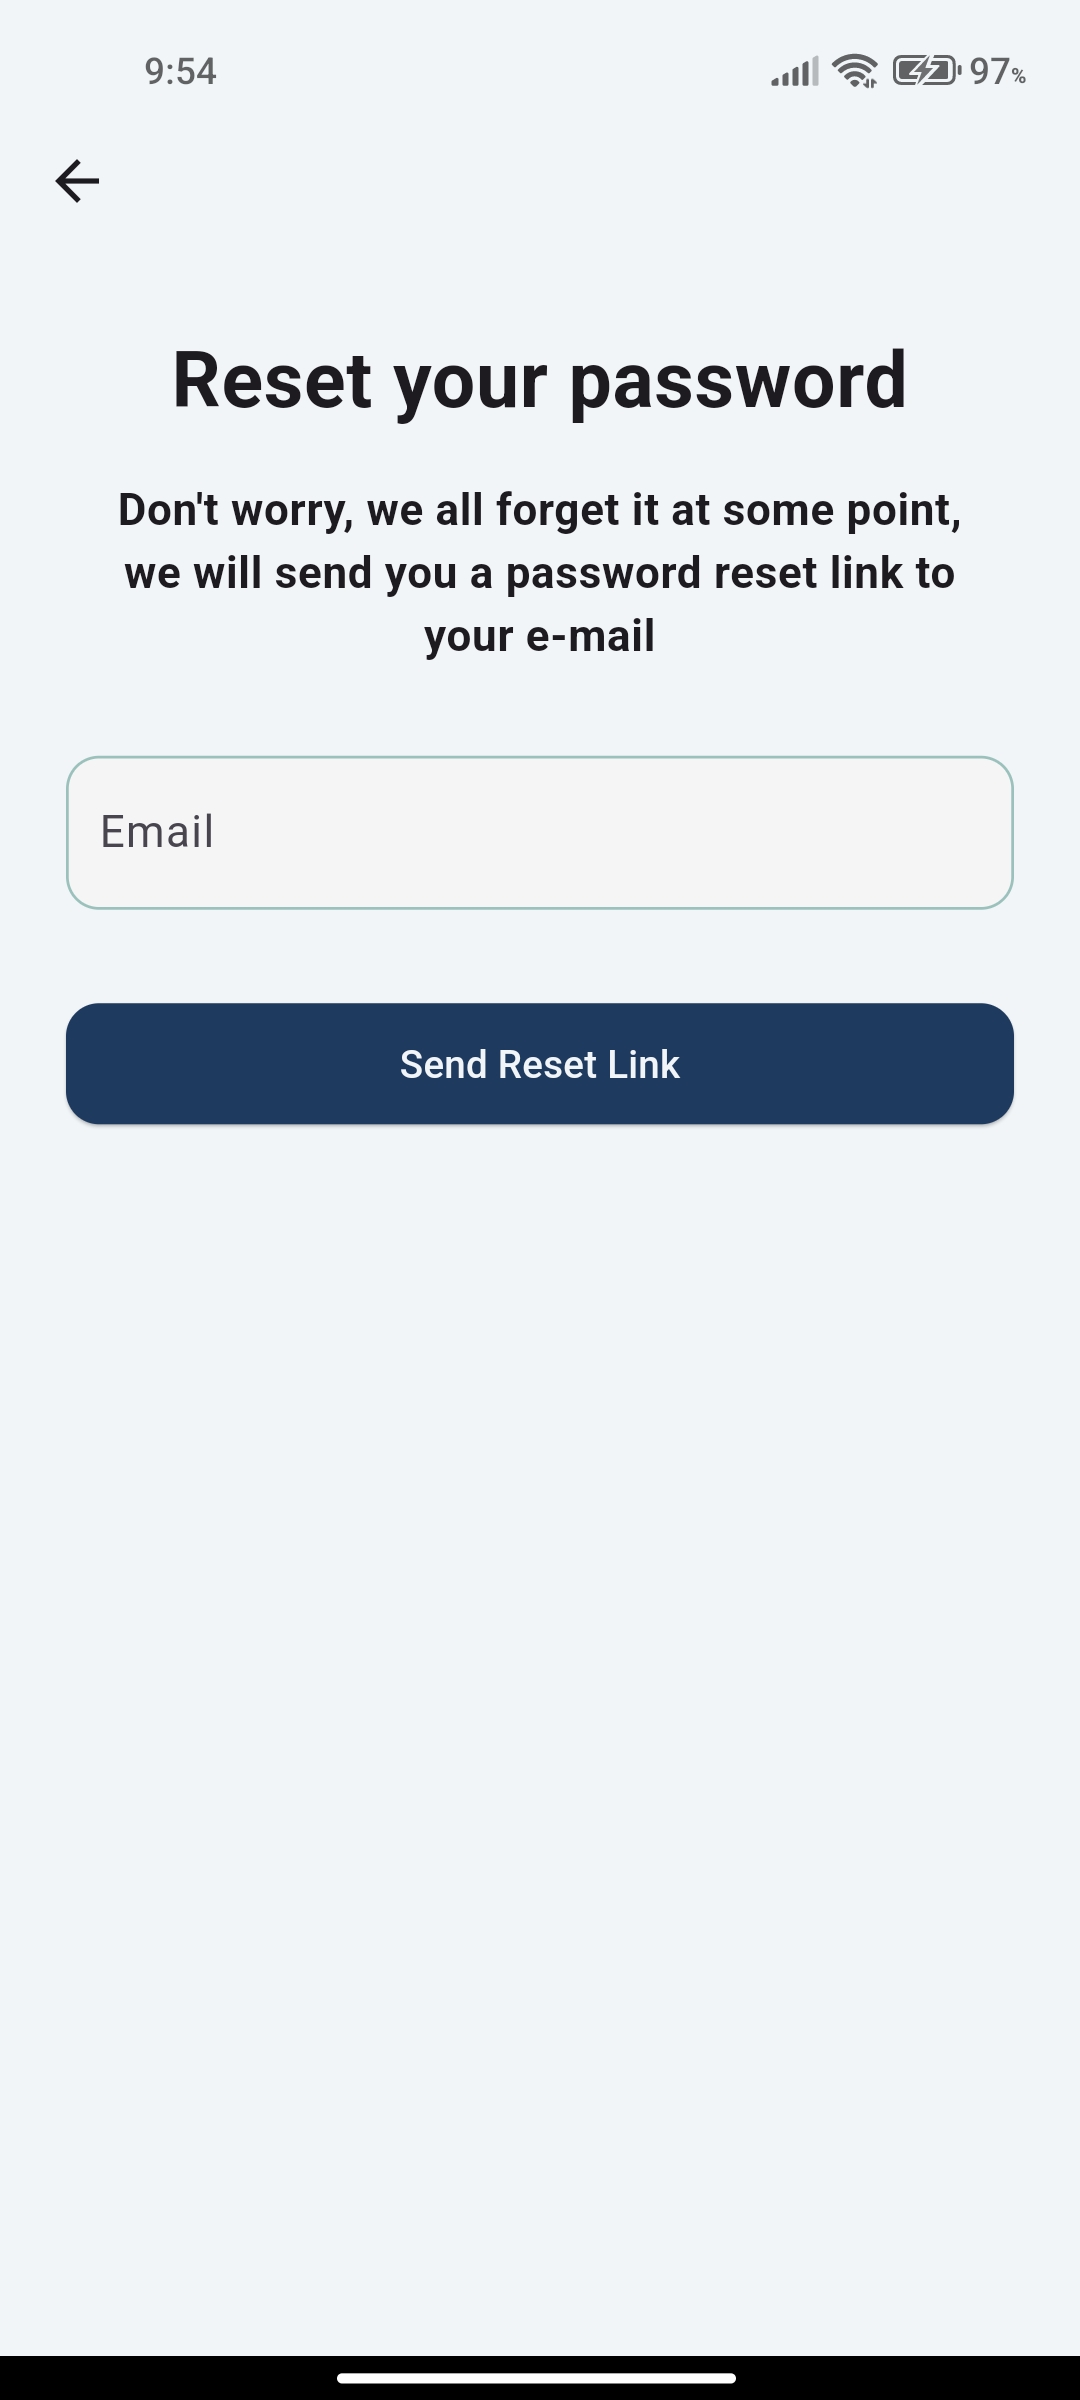 9:54
97%
Reset your password
Don't worry, we all forget it at some point,
we will send you a password reset link to
your e-mail
Email
Send Reset Link